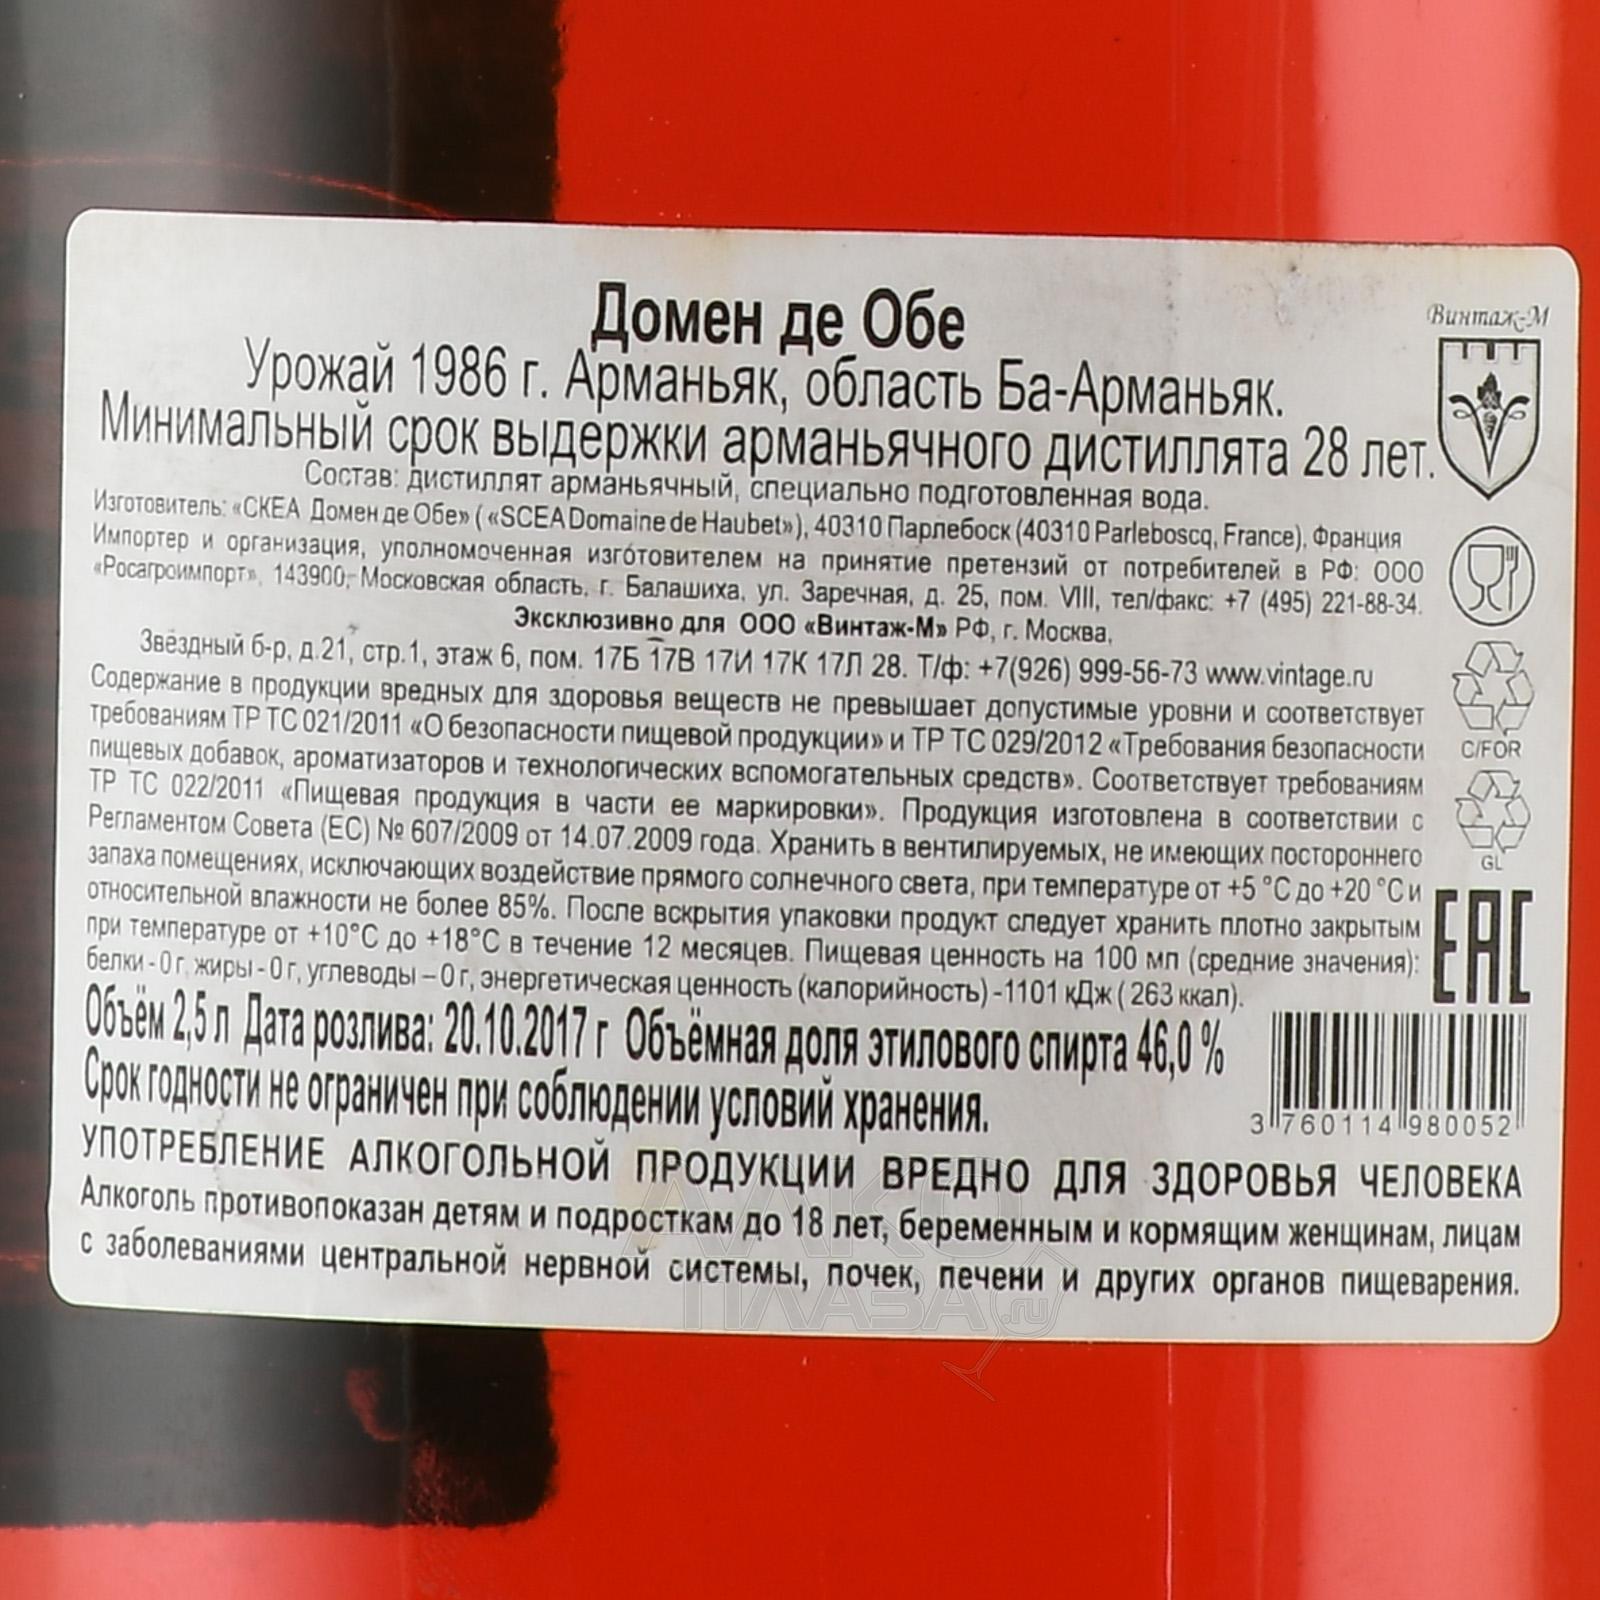 Домен де Обе
Винтаж-М
Урожай 1986 г. Арманьяк, область Ба-Арманьяк.
Минимальный срок выдержки арманьячного дистиллята 28 лет.
Состав: дистиллят арманьячный, специально подготовленная вода.
Изготовитель: «СКЕА Домен де Обе» ( «SCEA Domaine de Haubet»), 40310 Парлебоск (40310 Parleboscq, France), Франция
Импортер и организация, уполномоченная изготовителем на принятие претензий от потребителей в РФ: ООО
«Росагроимпорт», 143900, Московская область, г. Балашиха, ул. Заречная, д. 25, пом. VIII, тел/факс: +7 (495) 221-88-34.
Эксклюзивно для ООО «Винтаж-М» РФ, г. Москва,
Звёздный б-р, д.21, стр.1, этаж 6, пом. 17Б 17В 17И 17К 17Л 28. Т/ф: +7(926) 999-56-73 www.vintage.ru
Содержание в продукции вредных для здоровья веществ не превышает допустимые уровни и соответствует
требованиям ТР ТС 021/2011 «О безопасности пищевой продукции» и ТР ТС 029/2012 «Требования безопасности
пищевых добавок, ароматизаторов и технологических вспомогательных средств». Соответствует требованиям
ТР ТС 022/2011 «Пищевая продукция в части ее маркировки». Продукция изготовлена в соответствии с
Регламентом Совета (ЕС) № 607/2009 от 14.07.2009 года. Хранить в вентилируемых, не имеющих постороннего
запаха помещениях, исключающих воздействие прямого солнечного света, при температуре от +5 °С до +20 °С и
относительной влажности не более 85%. После вскрытия упаковки продукт следует хранить плотно закрытым
при температуре от +10°С до +18°С в течение 12 месяцев. Пищевая ценность на 100 мл (средние значения):
белки - 0 г, жиры - 0 г, углеводы – 0 г, энергетическая ценность (калорийность) -1101 кДж ( 263 ккал).
C/FOR
GL
EAC
Объём 2,5 л Дата розлива: 20.10.2017 г Объёмная доля этилового спирта 46,0 %
Срок годности не ограничен при соблюдении условий хранения.
3 760114 980052
УПОТРЕБЛЕНИЕ АЛКОГОЛЬНОЙ ПРОДУКЦИИ ВРЕДНО ДЛЯ ЗДОРОВЬЯ ЧЕЛОВЕКА
Алкоголь противопоказан детям и подросткам до 18 лет, беременным и кормящим женщинам, лицам
с заболеваниями центральной нервной системы, почек, печени и других органов пищеварения.
АЛКО
ПЛАЗА.ru